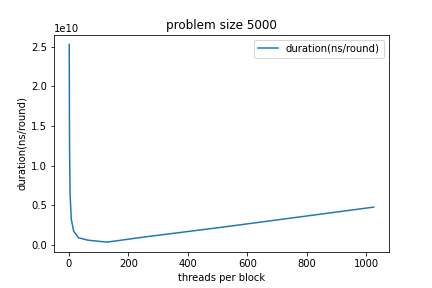 problem size 5000
1e10
duration(ns/round)
2.5
2.0
1.5
1.0
0.5
0.0
duration(ns/round)
0
200
400
600
800
1000
threads per block